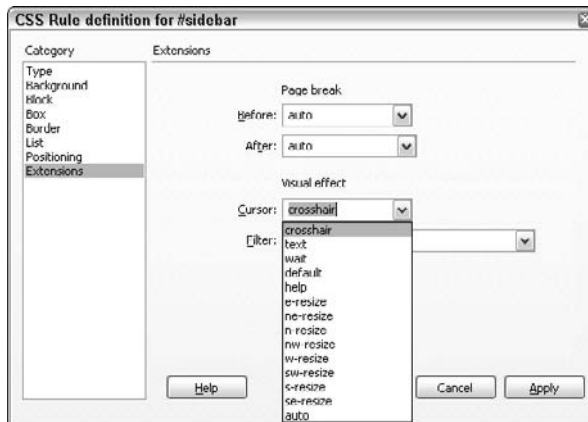 CSS Rule definition for #sidebar
Category
Extensions
Type
Background
Block
Box
Border
List
Positioning
Extensions
Page break
Before: auto
After: auto
Visual effect
Cursor: crosshair
Filter:
crosshair
text
wait
default
help
e-resize
ne-resize
n-resize
nw-resize
w-resize
sw-resize
s-resize
se-resize
auto
Help
Cancel
Apply